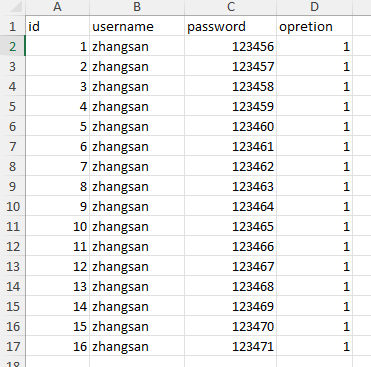 A B C D
1 id username password opretion
2 1 zhangsan 123456 1
3 2 zhangsan 123457 1
4 3 zhangsan 123458 1
5 4 zhangsan 123459 1
6 5 zhangsan 123460 1
7 6 zhangsan 123461 1
8 7 zhangsan 123462 1
9 8 zhangsan 123463 1
10 9 zhangsan 123464 1
11 10 zhangsan 123465 1
12 11 zhangsan 123466 1
13 12 zhangsan 123467 1
14 13 zhangsan 123468 1
15 14 zhangsan 123469 1
16 15 zhangsan 123470 1
17 16 zhangsan 123471 1
18